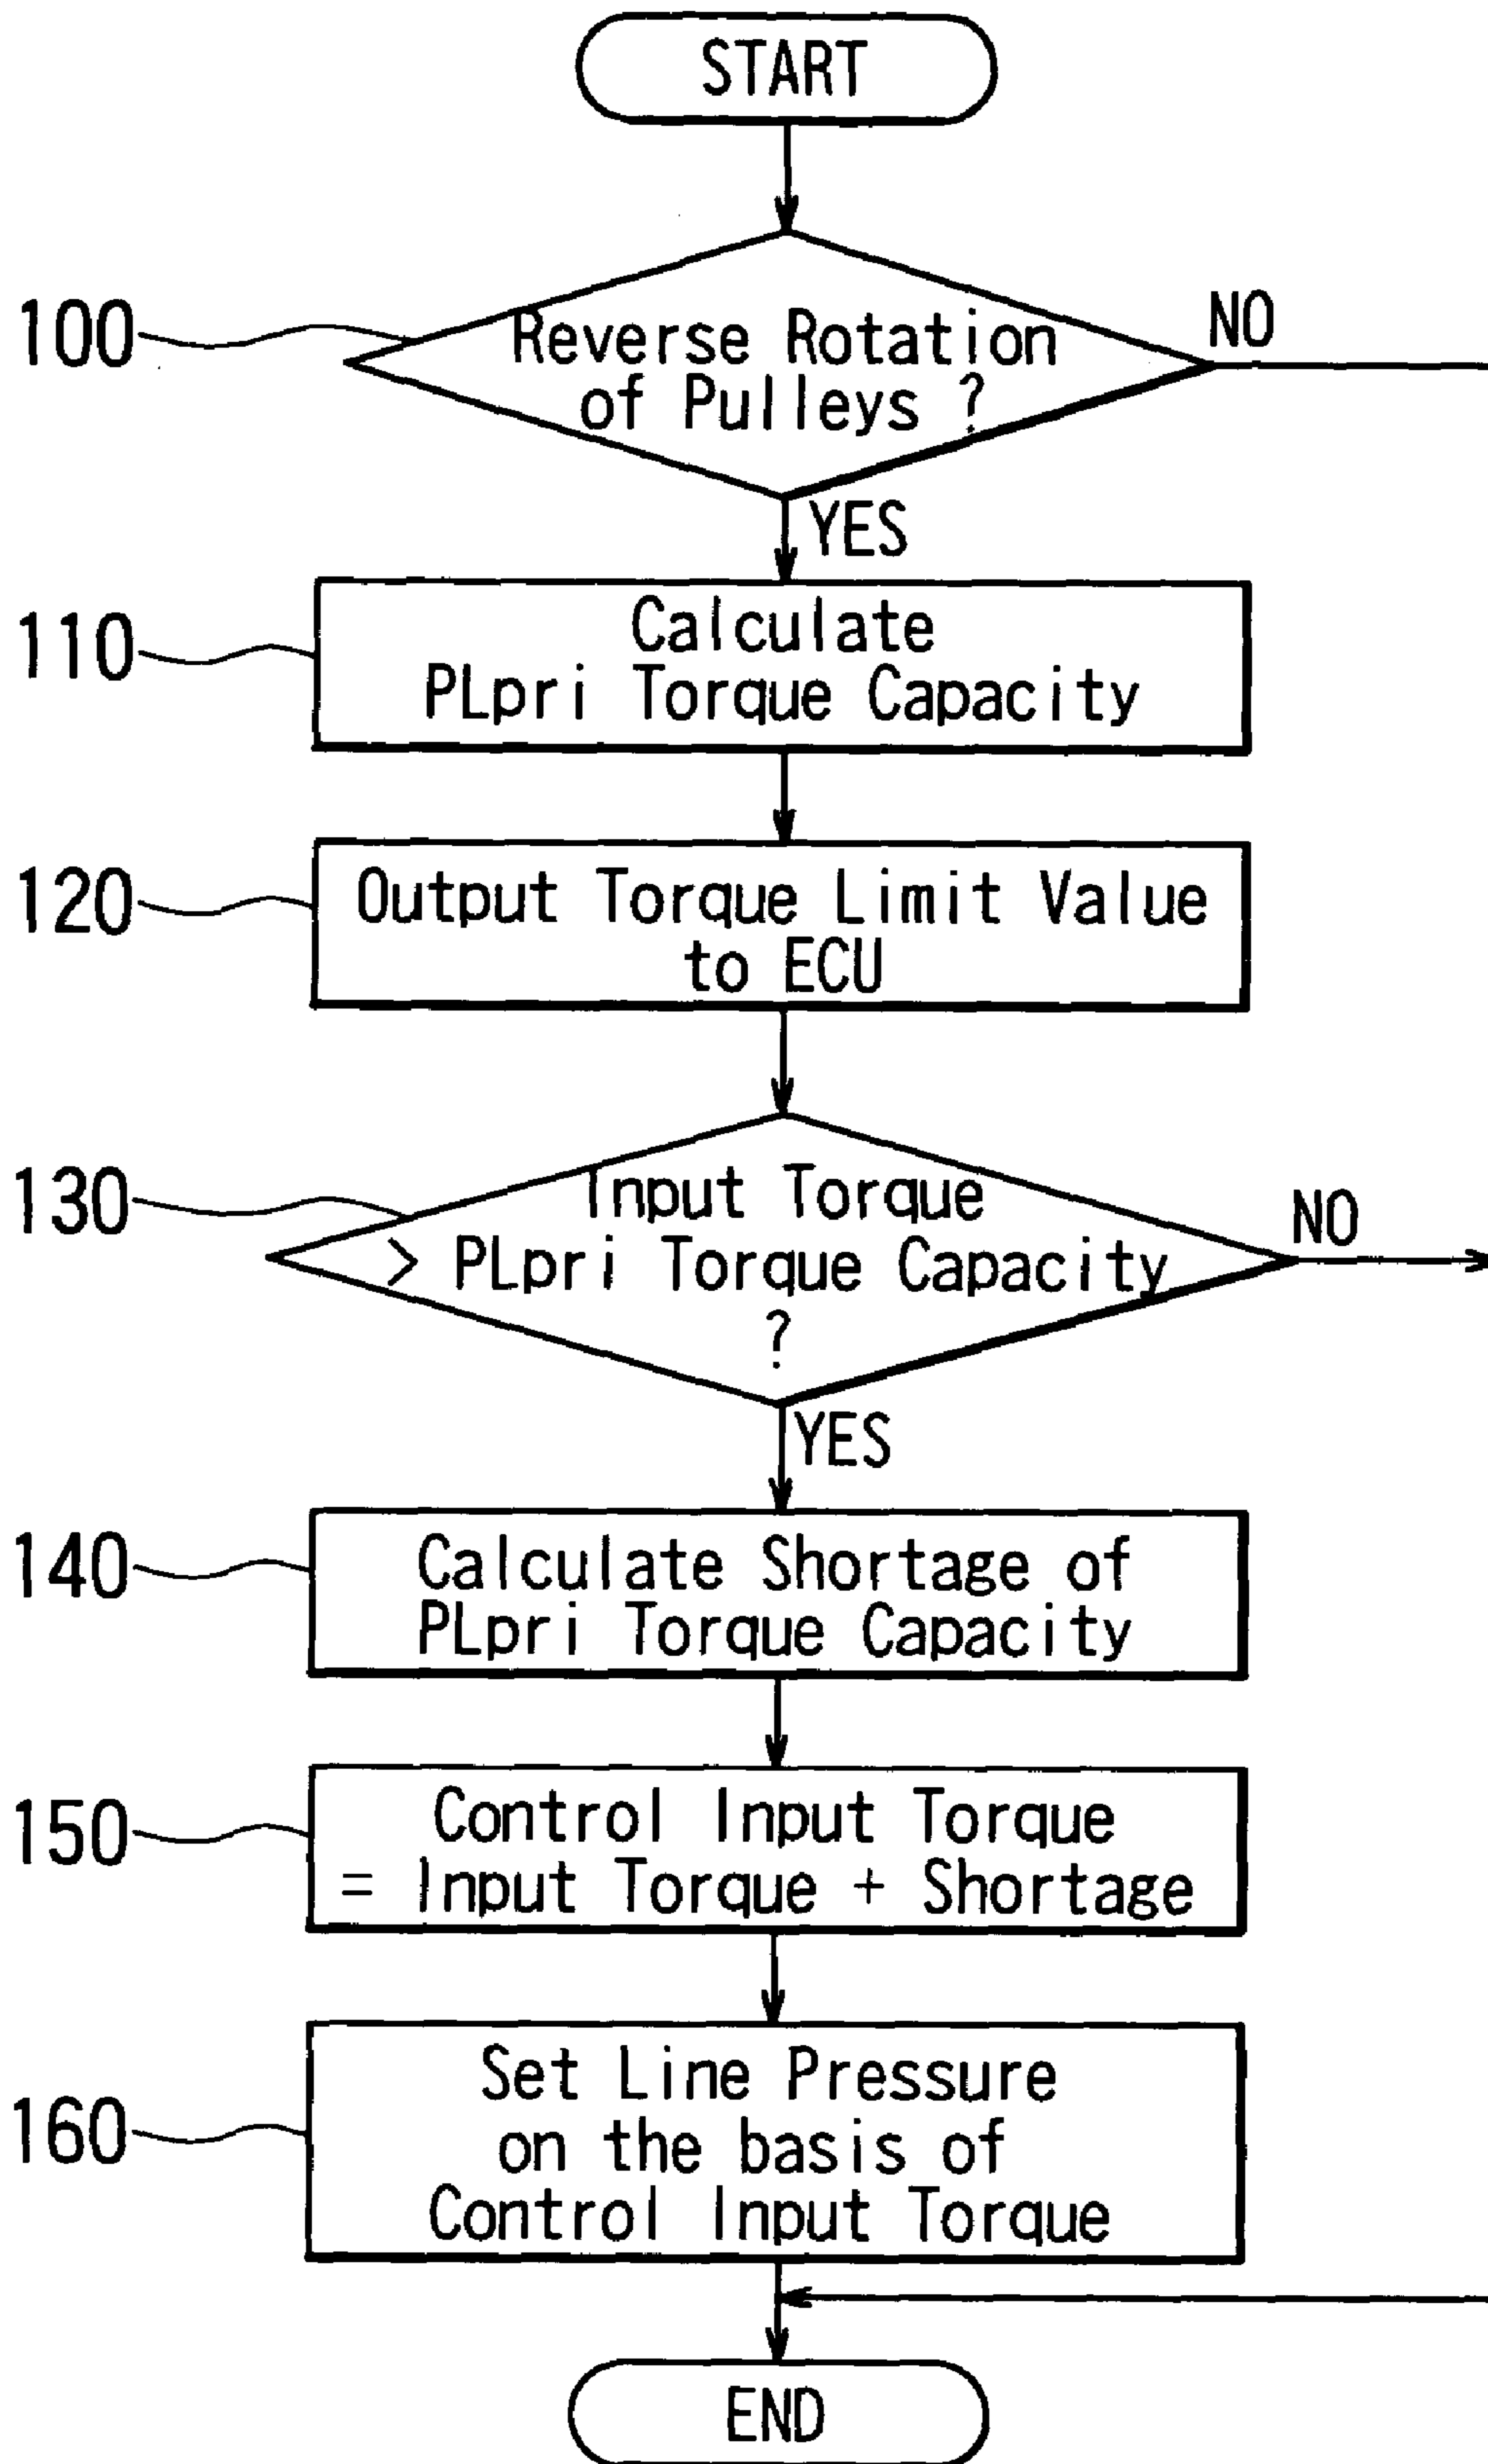 START
100
Reverse Rotation
of Pulleys ?
NO
YES
110
Calculate
PLpri Torque Capacity
120
Output Torque Limit Value
to ECU
130
Input Torque
> PLpri Torque Capacity
?
NO
YES
140
Calculate Shortage of
PLpri Torque Capacity
150
Control Input Torque
= Input Torque + Shortage
160
Set Line Pressure
on the basis of
Control Input Torque
END